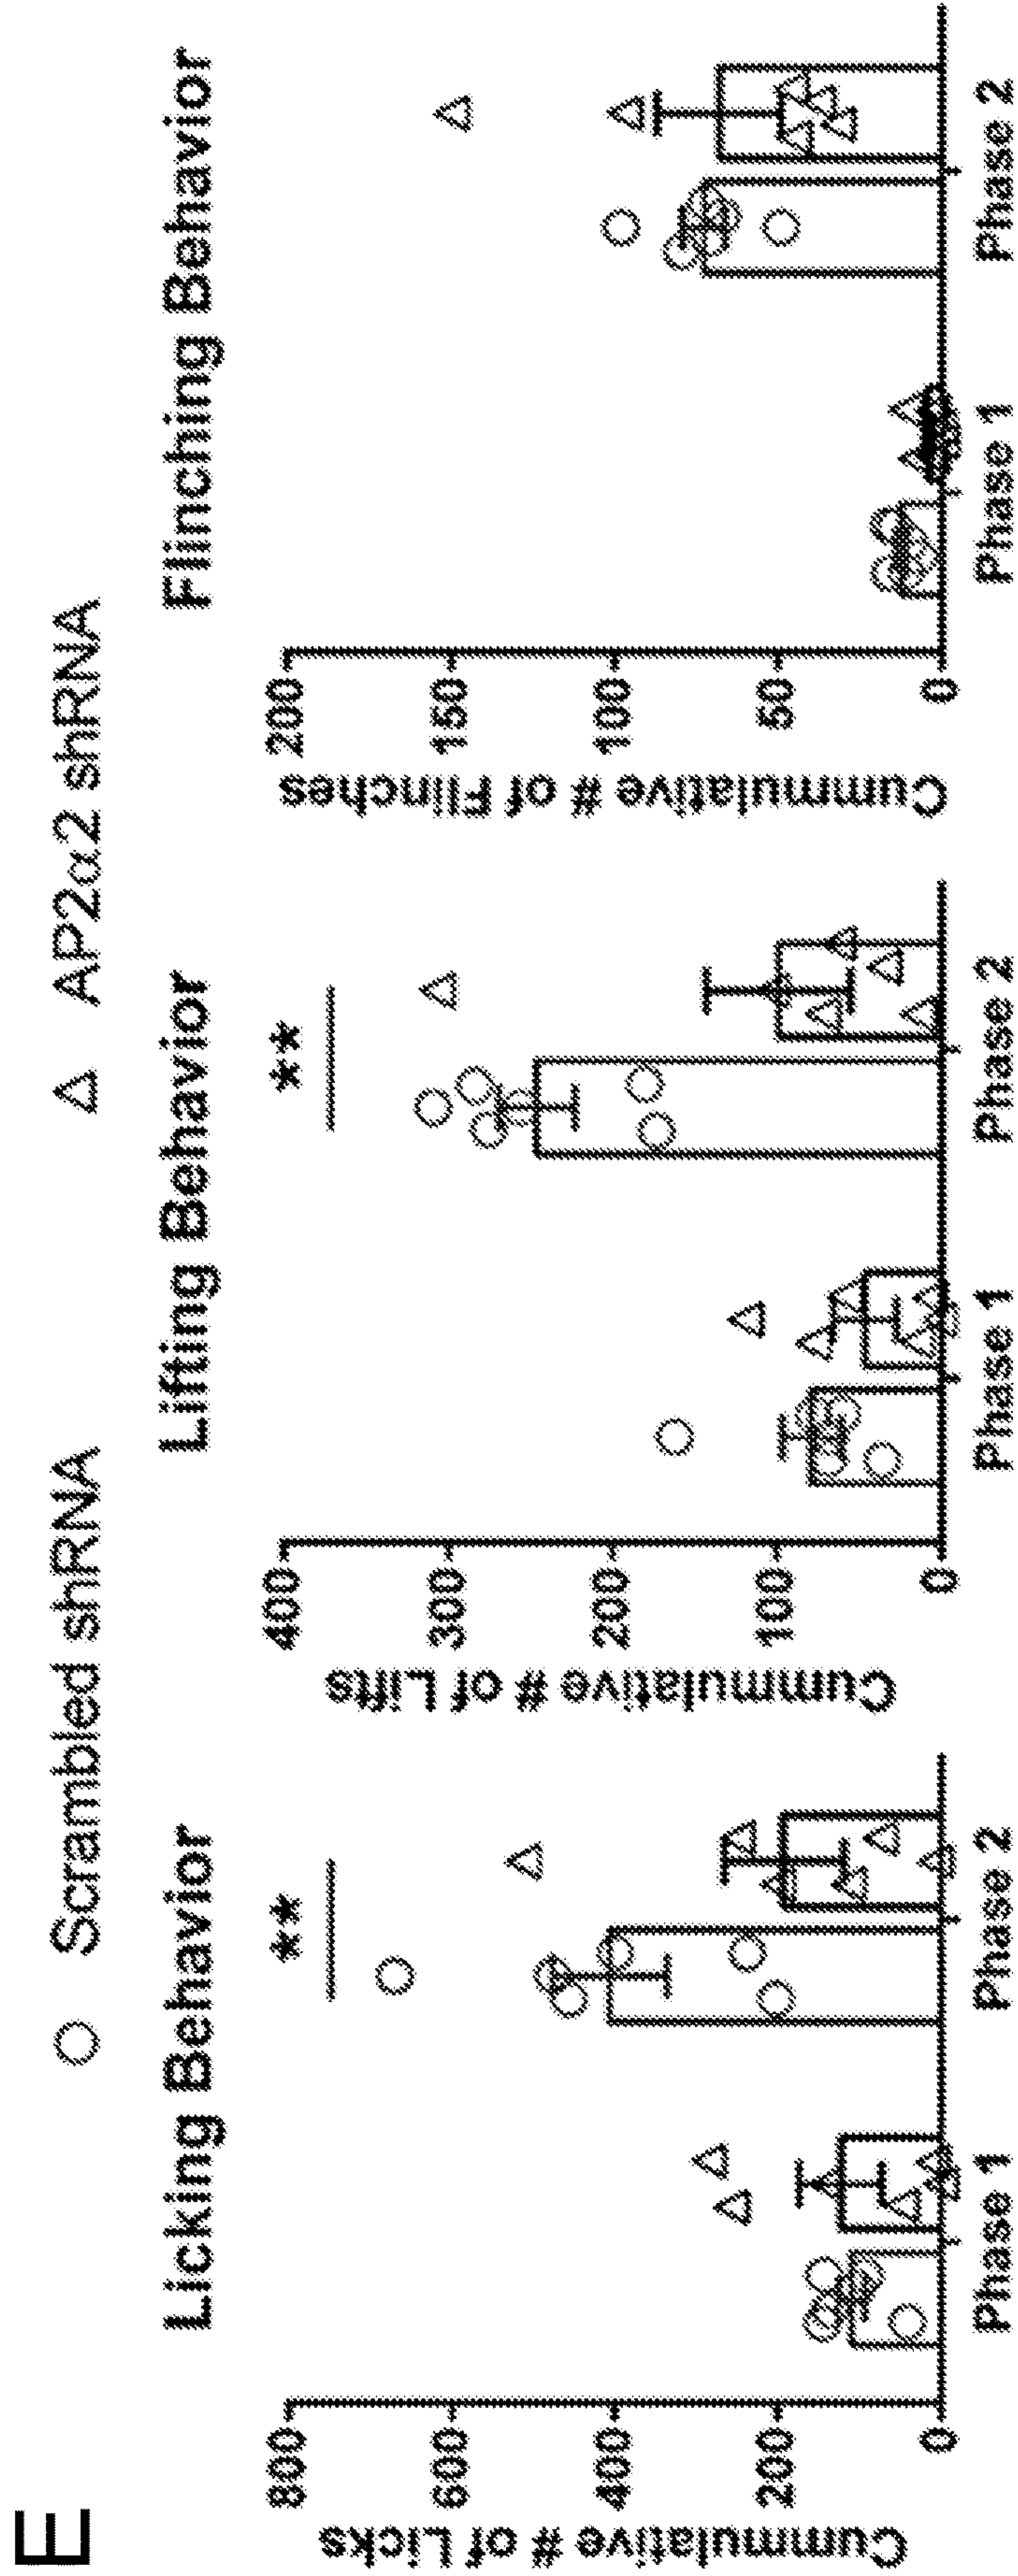 E
Scrambled shRNA
AP2α2 shRNA
Licking Behavior
Cummulative # of Licks
800
600
400
200
0
**
Phase 1
Phase 2
Lifting Behavior
Cummulative # of Lifts
400
300
200
100
0
**
Phase 1
Phase 2
Flinching Behavior
Cummulative # of Flinches
200
150
100
50
0
Phase 1
Phase 2